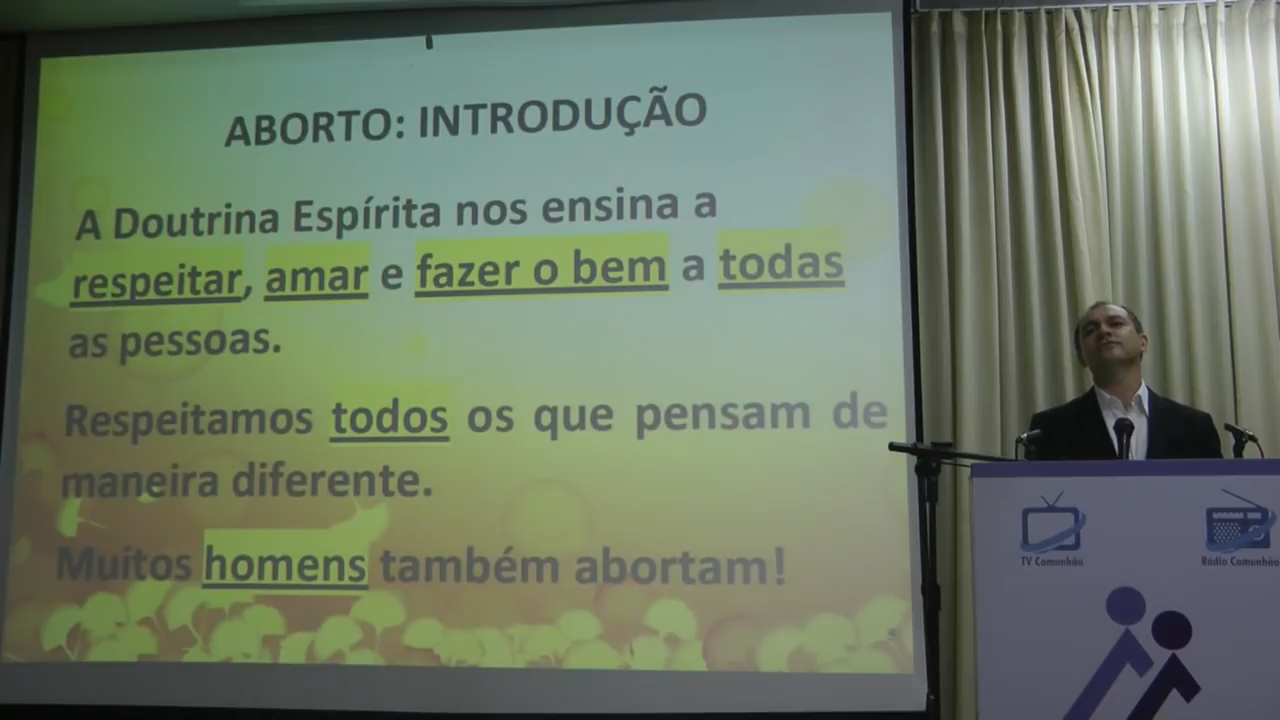 ABORTO: INTRODUÇÃO
A Doutrina Espírita nos ensina a
respeitar, amar e fazer o bem a todas
as pessoas.
Respeitamos todos os que pensam de
maneira diferente.
Muitos homens também abortam!
TV Comunhão
Rádio Comunhão